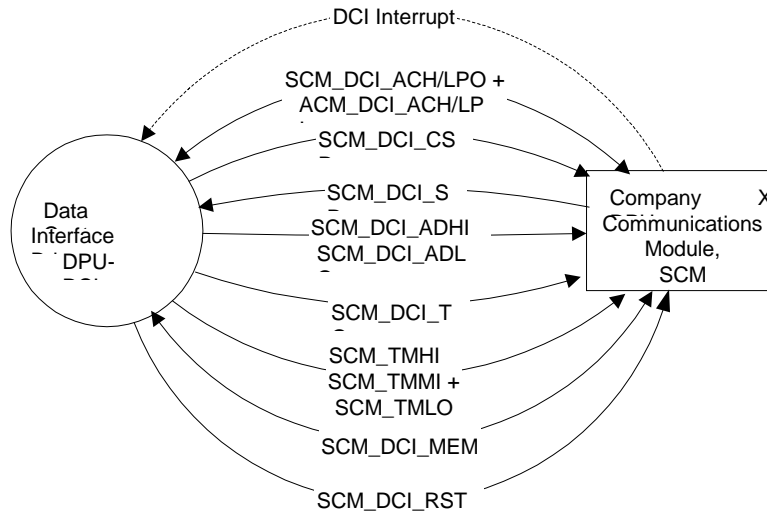 DCI Interrupt
SCM_DCI_ACH/LPO +
ACM_DCI_ACH/LP
SCM_DCI_CS
SCM_DCI_S
SCM_DCI_ADHI
SCM_DCI_ADL
SCM_DCI_T
SCM_TMHI
SCM_TMMI +
SCM_TMLO
SCM_DCI_MEM
SCM_DCI_RST
Data
Interface
DPU-
Company X
Communications
Module,
SCM